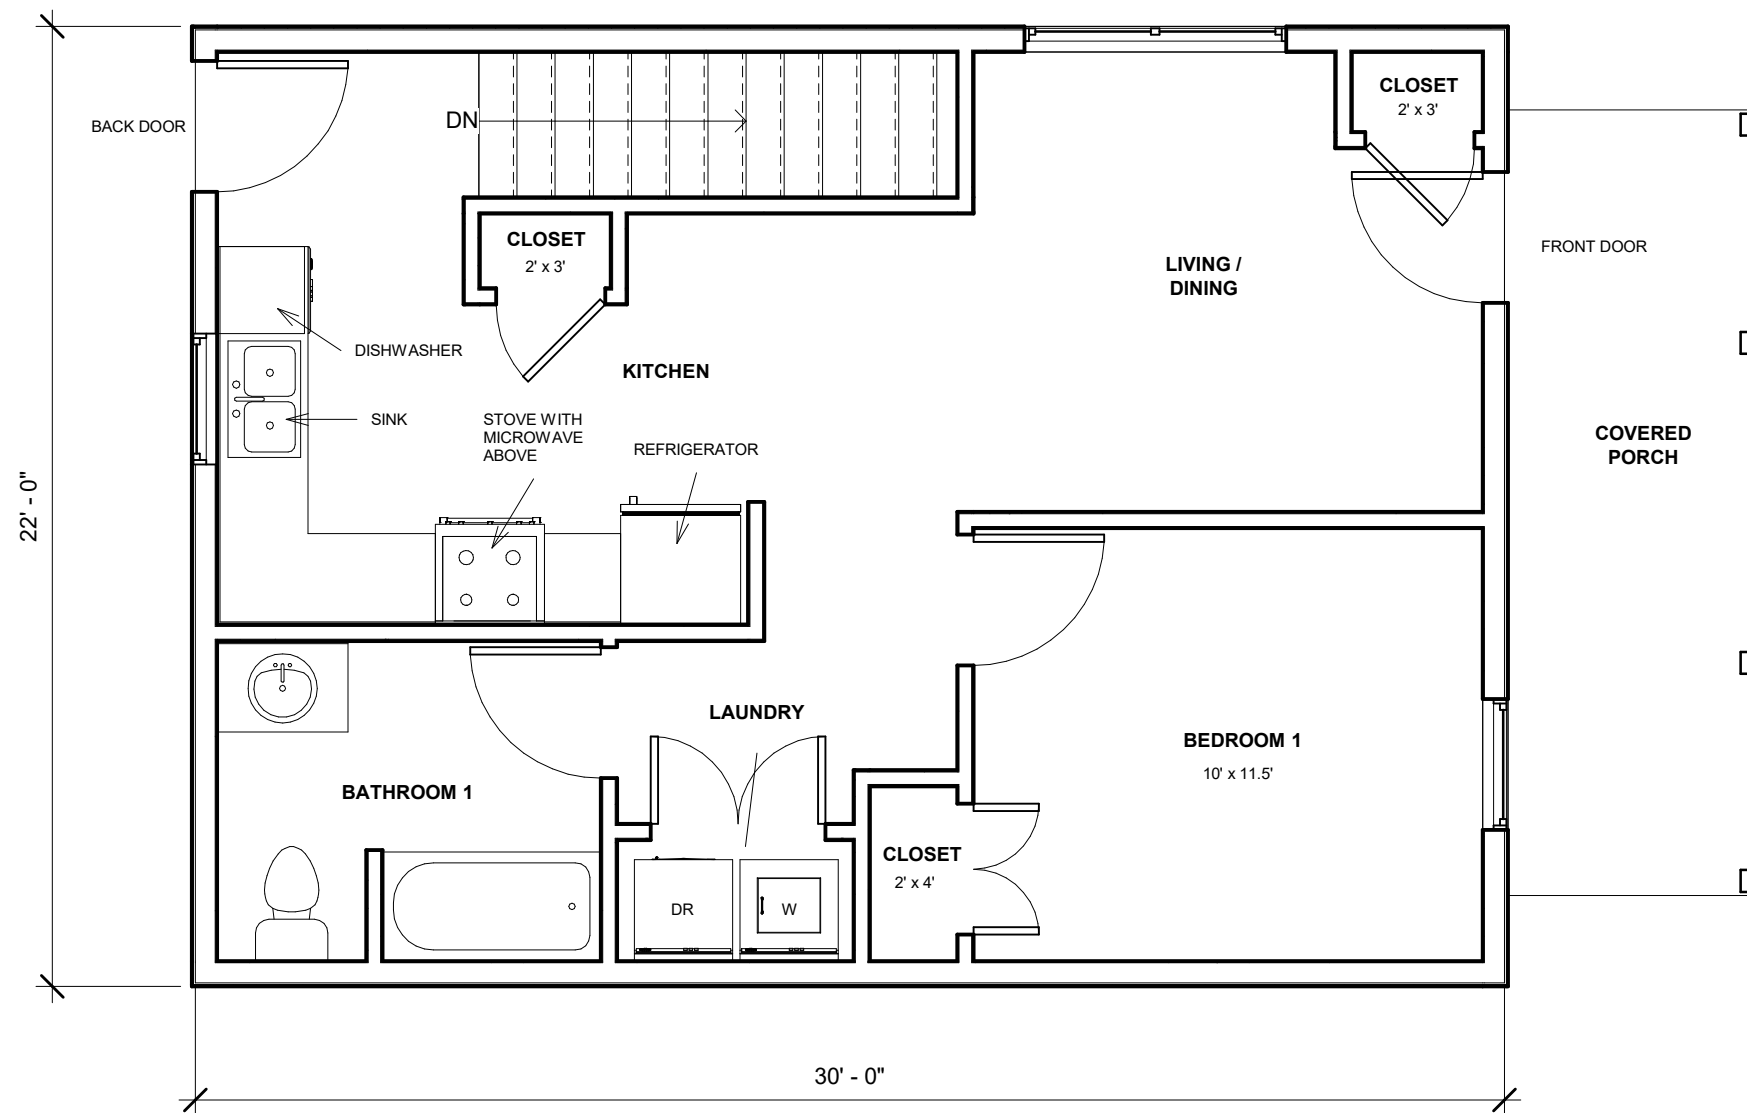 CLOSET
2' x 3'
BACK DOOR
DN
CLOSET
2' x 3'
FRONT DOOR
LIVING /
DINING
DISHWASHER
KITCHEN
SINK
STOVE WITH
MICROWAVE
ABOVE
REFRIGERATOR
COVERED
PORCH
22' - 0"
LAUNDRY
BEDROOM 1
10' x 11.5'
BATHROOM 1
CLOSET
2' x 4'
DR
W
30' - 0"